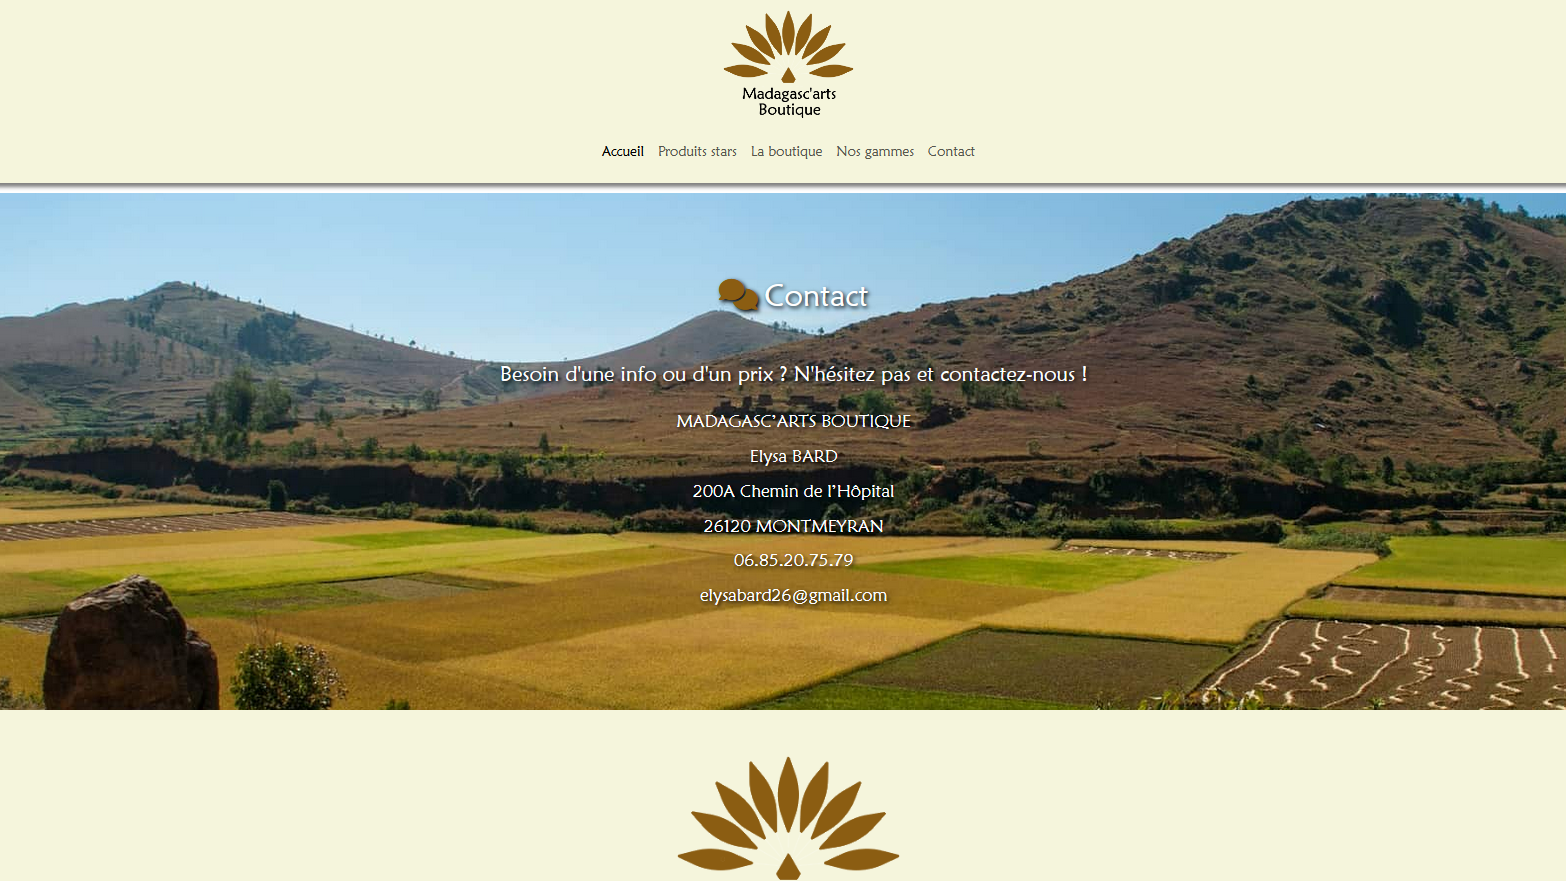 Madagasc'arts
Boutique
Accueil Produits stars La boutique Nos gammes Contact
Contact
Besoin d'une info ou d'un prix ? N'hésitez pas et contactez-nous !
MADAGASC’ARTS BOUTIQUE
Elysa BARD
200A Chemin de l’Hôpital
26120 MONTMEYRAN
06.85.20.75.79
elysabard26@gmail.com